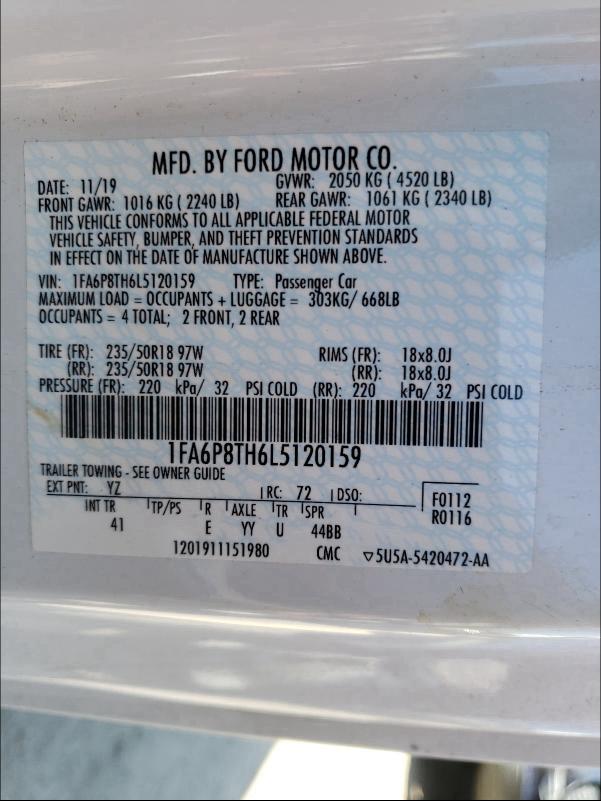 MFD. BY FORD MOTOR CO.
DATE: 11/19 GVWR: 2050 KG ( 4520 LB)
FRONT GAWR: 1016 KG ( 2240 LB) REAR GAWR: 1061 KG ( 2340 LB)
THIS VEHICLE CONFORMS TO ALL APPLICABLE FEDERAL MOTOR
VEHICLE SAFETY, BUMPER, AND THEFT PREVENTION STANDARDS
IN EFFECT ON THE DATE OF MANUFACTURE SHOWN ABOVE.
VIN: 1FA6P8TH6L5120159 TYPE: Passenger Car
MAXIMUM LOAD = OCCUPANTS + LUGGAGE = 303KG/ 668LB
OCCUPANTS = 4 TOTAL; 2 FRONT, 2 REAR
TIRE (FR): 235/50R18 97W RIMS (FR): 18x8.0J
(RR): 235/50R18 97W (RR): 18x8.0J
PRESSURE (FR): 220 kPa/ 32 PSI COLD (RR): 220 kPa/ 32 PSI COLD
1FA6P8TH6L5120159
TRAILER TOWING - SEE OWNER GUIDE
EXT PNT: YZ RC: 72 DSO: F0112
INT TR TP/PS R AXLE TR SPR R0116
41 E YY U 44BB
1201911151980 CMC ▽5U5A-5420472-AA